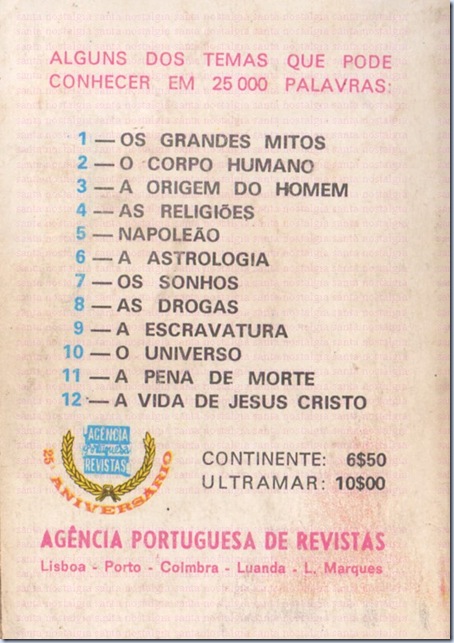 ALGUNS DOS TEMAS QUE PODE
CONHECER EM 25 000 PALAVRAS:
1 — OS GRANDES MITOS
2 — O CORPO HUMANO
3 — A ORIGEM DO HOMEM
4 — AS RELIGIÕES
5 — NAPOLEÃO
6 — A ASTROLOGIA
7 — OS SONHOS
8 — AS DROGAS
9 — A ESCRAVATURA
10 — O UNIVERSO
11 — A PENA DE MORTE
12 — A VIDA DE JESUS CRISTO
AGÊNCIA
portuguesa
REVISTAS
25 ANIVERSÁRIO
CONTINENTE: 6$50
ULTRAMAR: 10$00
AGÊNCIA PORTUGUESA DE REVISTAS
Lisboa - Porto - Coimbra - Luanda - L. Marques